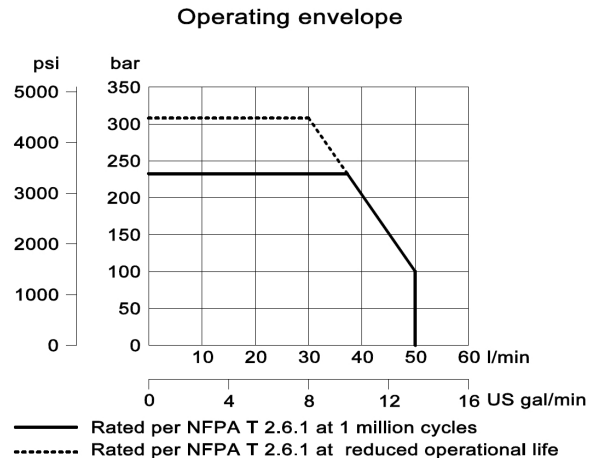 Operating envelope
psi bar
350
5000
300
4000
250
3000
200
150
2000
100
1000
50
0 0
10 20 30 40 50 60 l/min
0 4 8 12 16 US gal/min
Rated per NFPA T 2.6.1 at 1 million cycles
Rated per NFPA T 2.6.1 at reduced operational life